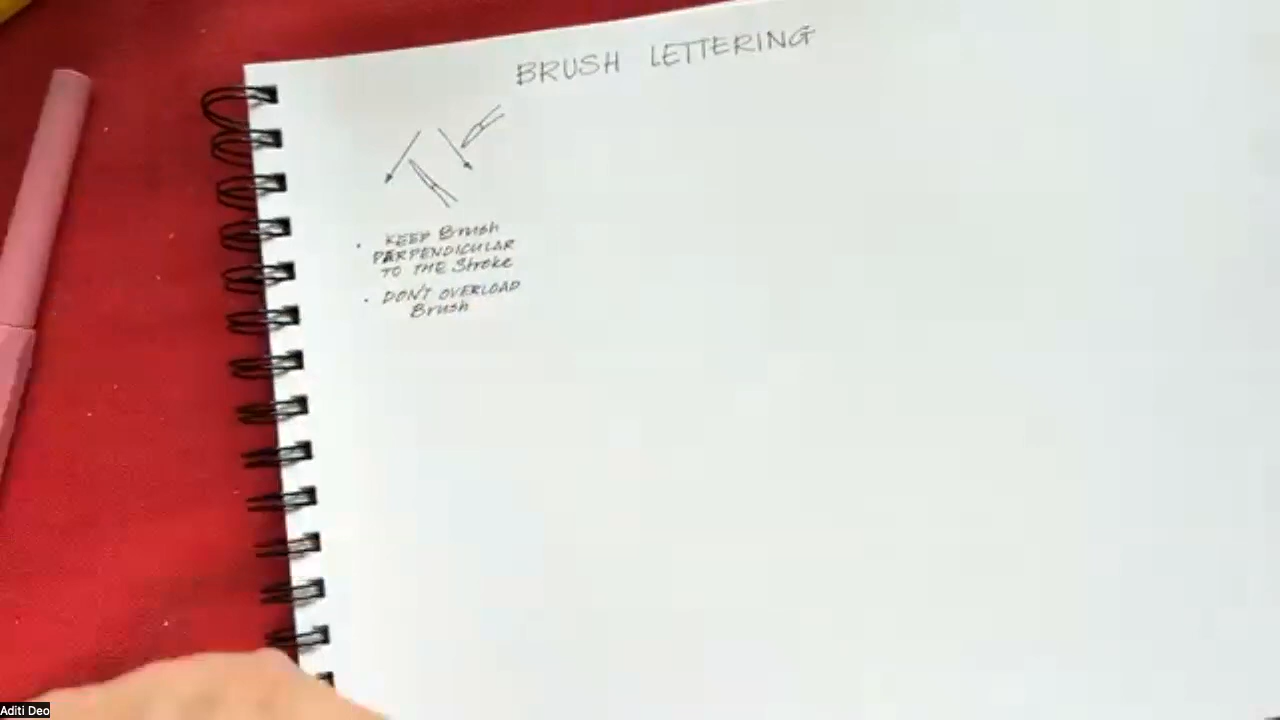 BRUSH LETTERING
• KEEP Brush
PERPENDICULAR
TO THE Stroke
• DON'T OVERLOAD
Brush
Aditi Deo